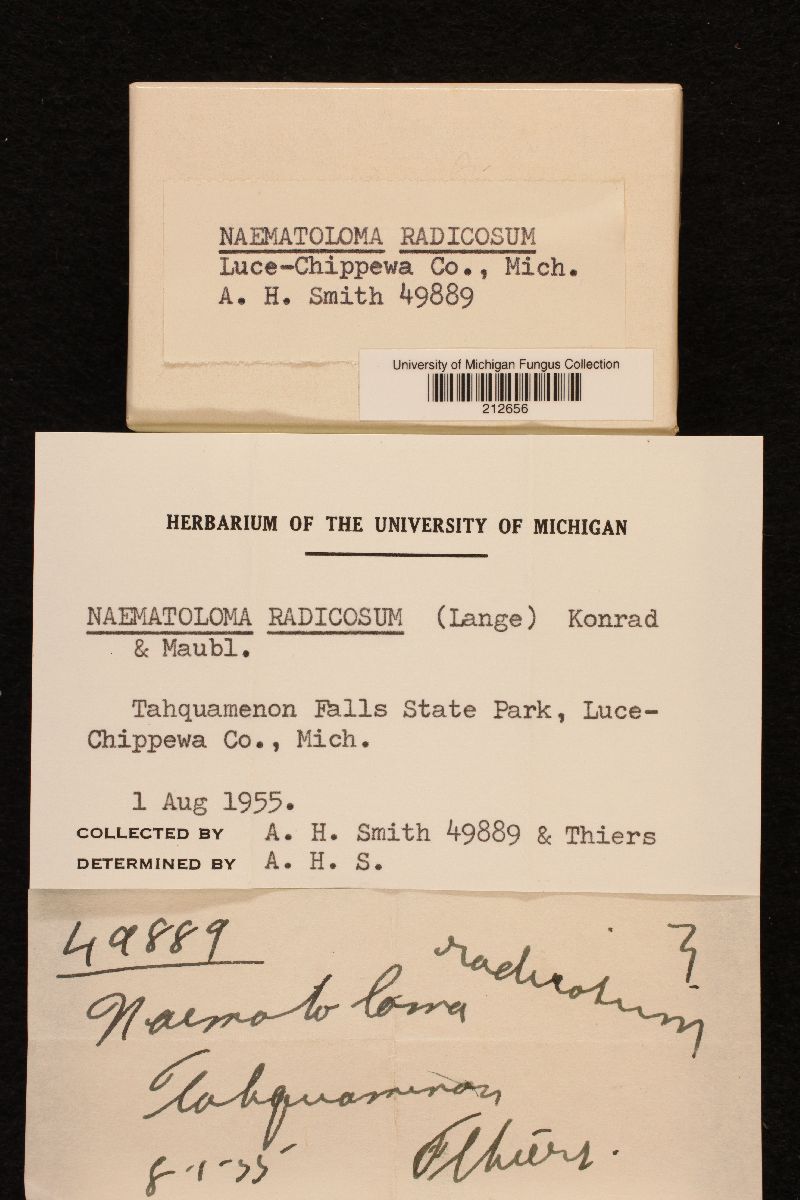 NAEMATOLOMA RADICOSUM
Luce-Chippewa Co., Mich.
A. H. Smith 49889
University of Michigan Fungus Collection
212656
HERBARIUM OF THE UNIVERSITY OF MICHIGAN
NAEMATOLOMA RADICOSUM (Lange) Konrad
& Maubl.
Tahquamenon Falls State Park, Luce-
Chippewa Co., Mich.
1 Aug 1955.
COLLECTED BY A. H. Smith 49889 & Thiers
DETERMINED BY A. H. S.
49889
Naematoloma radicosum
Tahquamenon
8-1-55 Thiers.